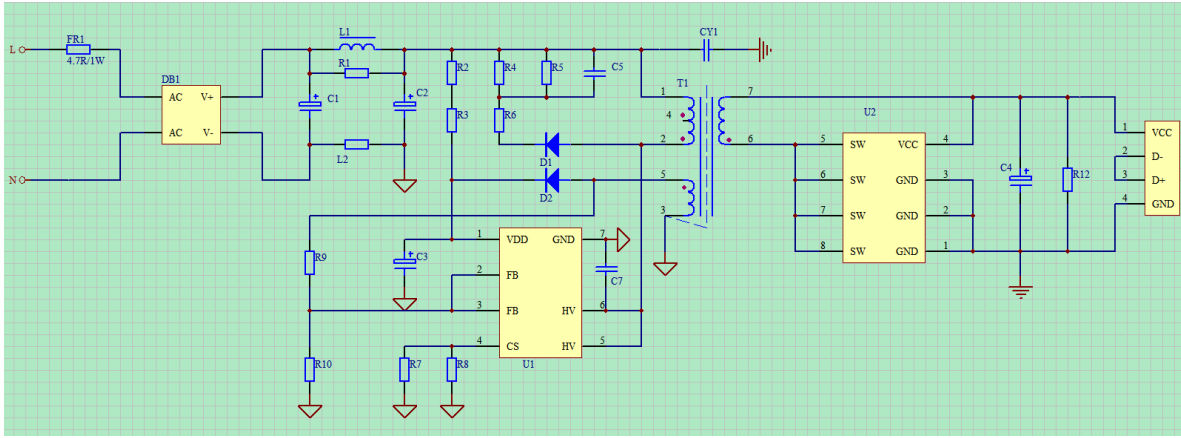 L
FR1
4.7R/1W
DB1
AC
V+
AC
V-
N
L1
R1
C1
C2
L2
R2
R3
R4
R5
C5
R6
D1
D2
CY1
T1
1
4
2
5
3
7
6
U2
5
SW
VCC
4
6
SW
GND
3
7
SW
GND
2
8
SW
GND
1
C4
R12
1
VCC
2
D-
3
D+
4
GND
R9
R10
C3
1
VDD
GND
7
2
FB
C7
3
FB
HV
6
4
CS
HV
5
U1
R7
R8